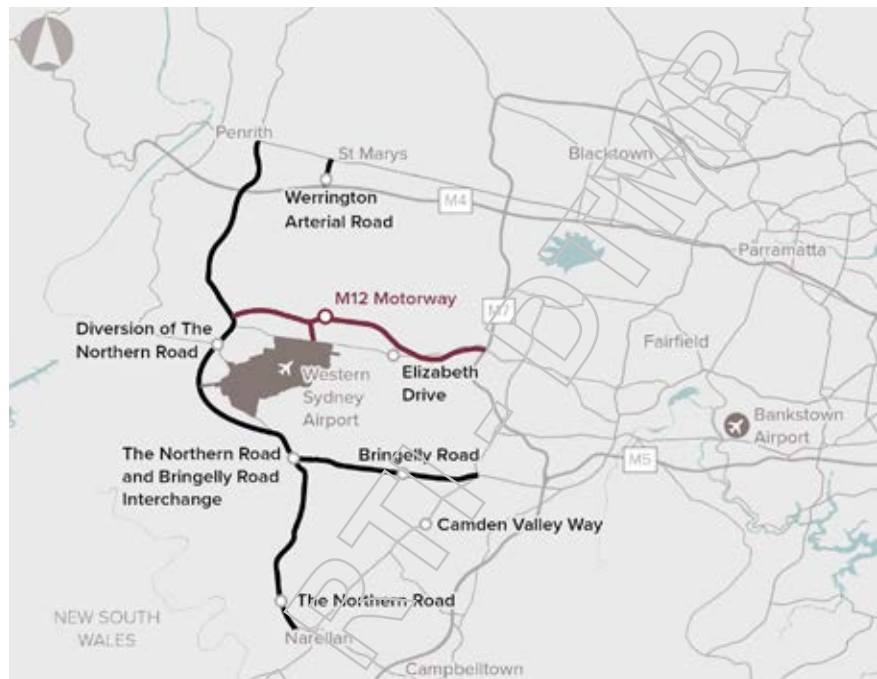 Penrith
St Marys
Blacktown
Werrington
Arterial Road
M4
Parramatta
M12 Motorway
M7
Diversion of The
Northern Road
Fairfield
Western
Sydney
Airport
Elizabeth
Drive
Bankstown
Airport
The Northern Road
and Bringelly Road
Interchange
Bringelly Road
M5
Camden Valley Way
The Northern Road
NEW SOUTH
WALES
Narellan
Campbelltown